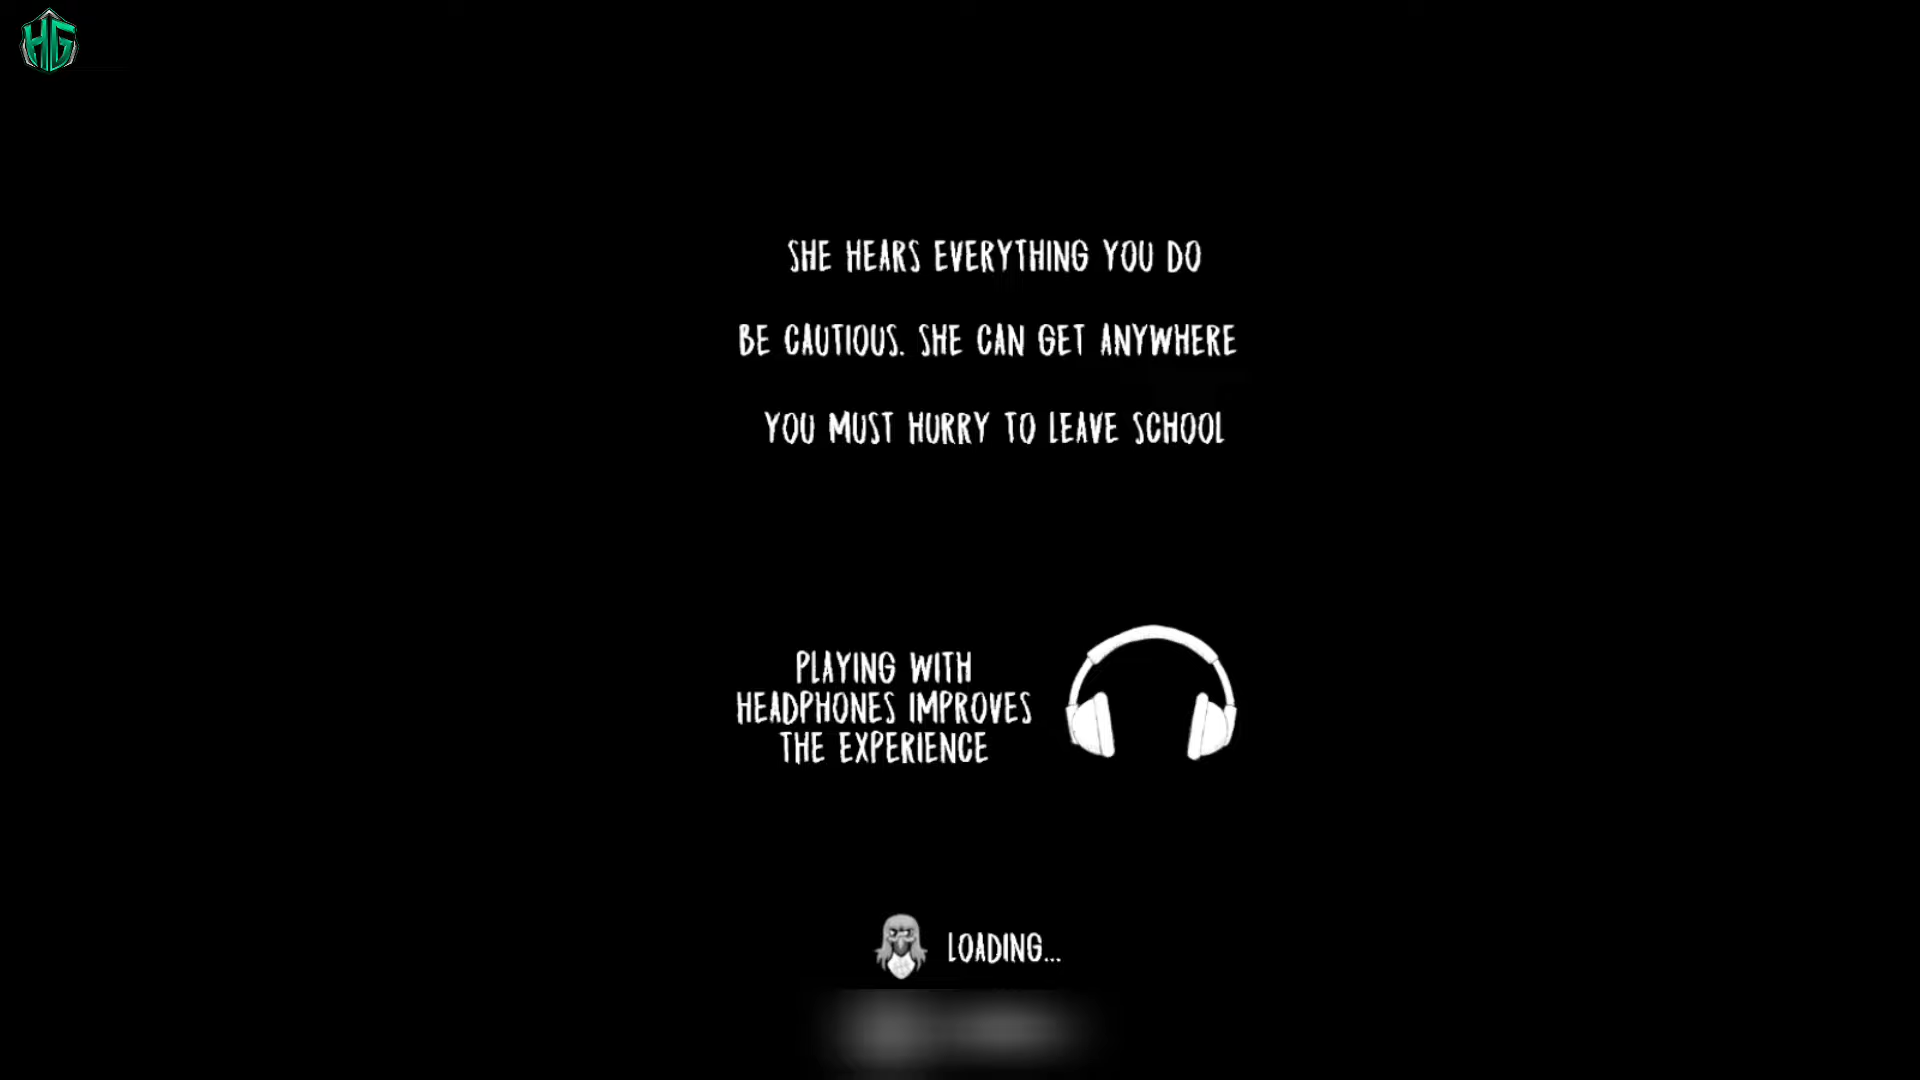 HG
SHE HEARS EVERYTHING YOU DO
BE CAUTIOUS. SHE CAN GET ANYWHERE
YOU MUST HURRY TO LEAVE SCHOOL
PLAYING WITH
HEADPHONES IMPROVES
THE EXPERIENCE
LOADING...